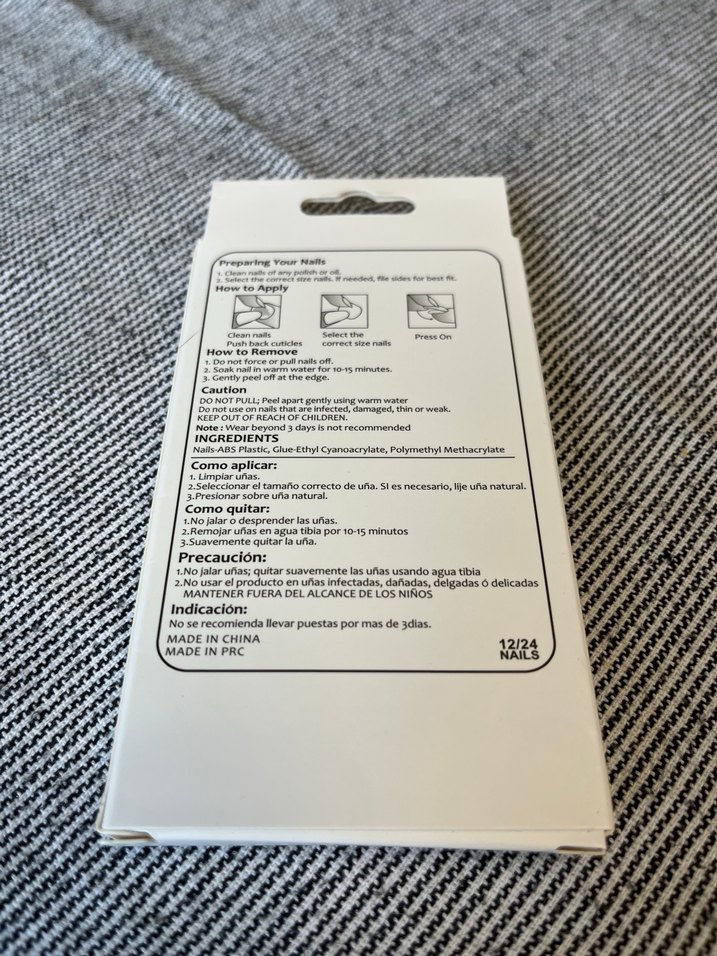 Preparing Your Nails
1. Clean nails of any polish or oil.
2. Select the correct size nails. If needed, file sides for best fit.
How to Apply
Clean nails
Push back cuticles
Select the
correct size nails
Press On
How to Remove
1. Do not force or pull nails off.
2. Soak nail in warm water for 10-15 minutes.
3. Gently peel off at the edge.
Caution
DO NOT PULL; Peel apart gently using warm water
Do not use on nails that are infected, damaged, thin or weak.
KEEP OUT OF REACH OF CHILDREN.
Note : Wear beyond 3 days is not recommended
INGREDIENTS
Nails-ABS Plastic, Glue-Ethyl Cyanoacrylate, Polymethyl Methacrylate
Como aplicar:
1. Limpiar uñas.
2.Seleccionar el tamaño correcto de uña. SI es necesario, lije uña natural.
3.Presionar sobre uña natural.
Como quitar:
1.No jalar o desprender las uñas.
2.Remojar uñas en agua tibia por 10-15 minutos
3.Suavemente quitar la uña.
Precaución:
1.No jalar uñas; quitar suavemente las uñas usando agua tibia
2.No usar el producto en uñas infectadas, dañadas, delgadas ó delicadas
MANTENER FUERA DEL ALCANCE DE LOS NIÑOS
Indicación:
No se recomienda llevar puestas por mas de 3dias.
MADE IN CHINA
MADE IN PRC
12/24
NAILS